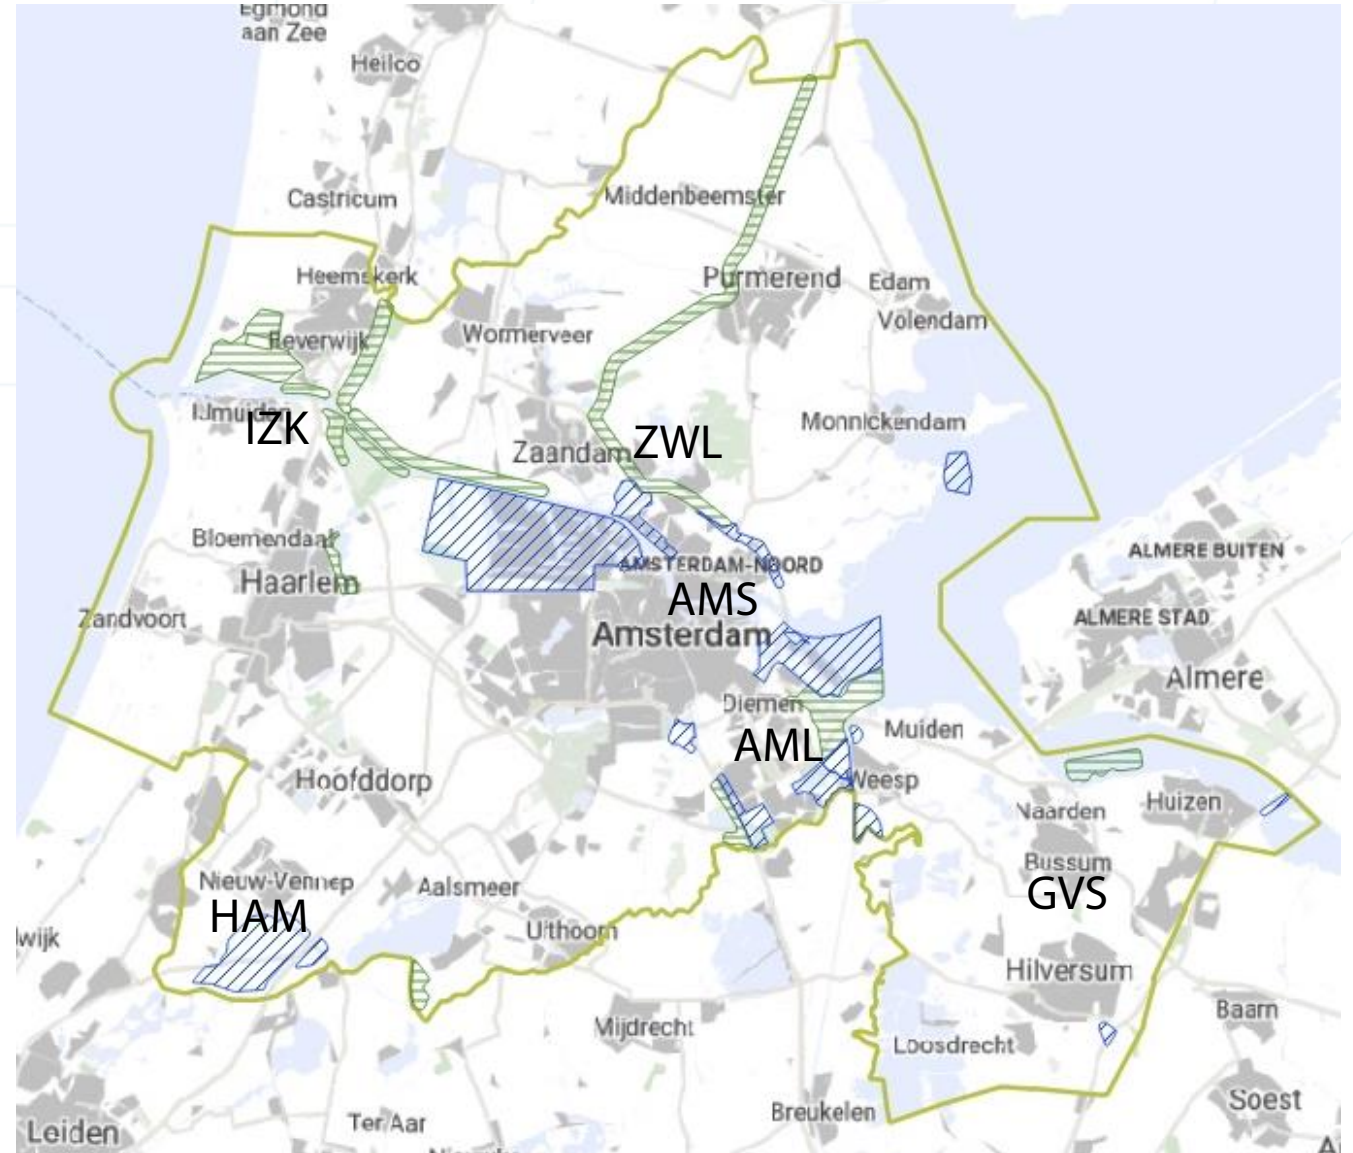 Egmond
aan Zee
Heiloo
Castricum
Middenbeemster
Heemskerk
Purmerend
Edam
Volendam
Beverwijk
Wormerveer
IJmuiden
IZK
Monnickendam
Zaandam
ZWL
Bloemendaal
ALMERE BUITEN
AMSTERDAM-NOORD
Haarlem
AMS
Zandvoort
ALMERE STAD
Amsterdam
Almere
Diemen
Muiden
AML
Hoofddorp
Weesp
Naarden
Huizen
Bussum
Nieuw-Vennep
Aalsmeer
GVS
HAM
Uithoorn
wijk
Hilversum
Baarn
Mijdrecht
Loosdrecht
Soest
Breukelen
Ter Aar
Leiden